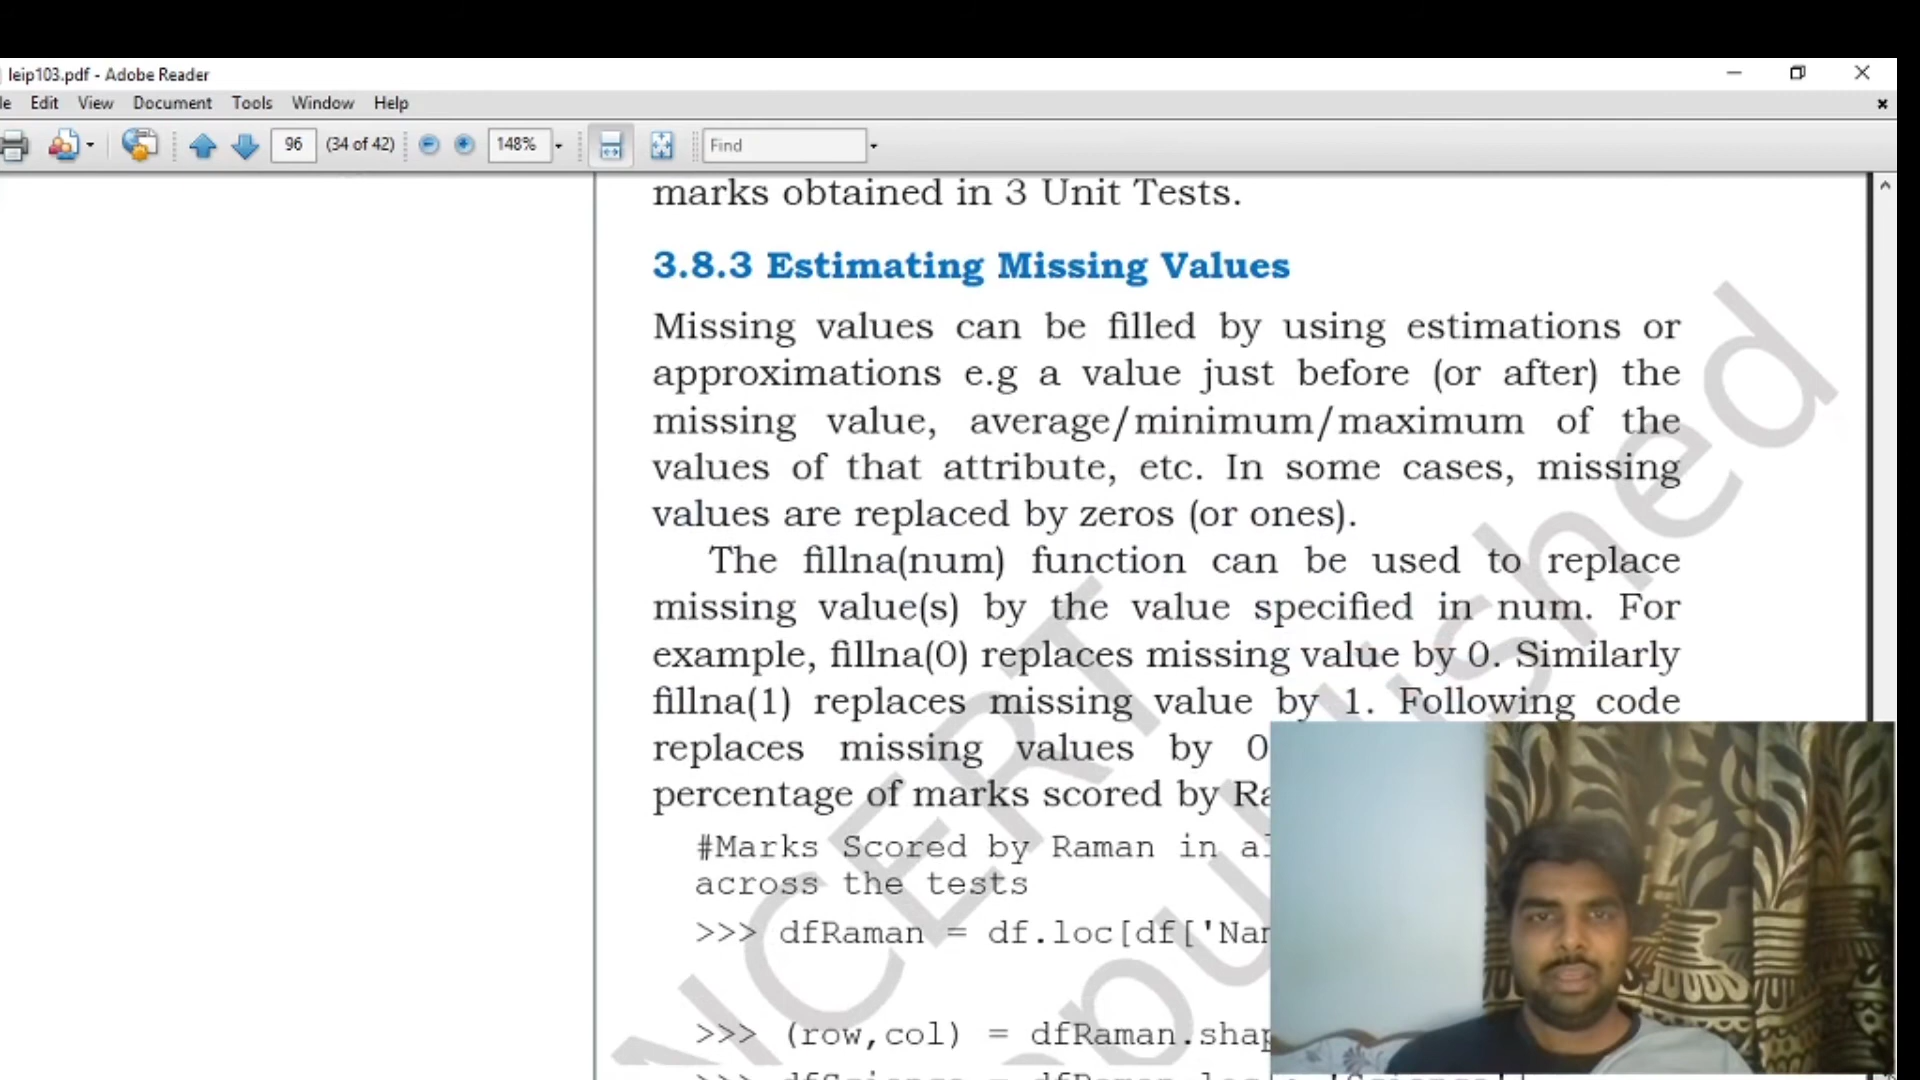 leip103.pdf - Adobe Reader
le Edit View Document Tools Window Help
96 (34 of 42) 148% Find
marks obtained in 3 Unit Tests.
3.8.3 Estimating Missing Values
Missing values can be filled by using estimations or
approximations e.g a value just before (or after) the
missing value, average/minimum/maximum of the
values of that attribute, etc. In some cases, missing
values are replaced by zeros (or ones).
The fillna(num) function can be used to replace
missing value(s) by the value specified in num. For
example, fillna(0) replaces missing value by 0. Similarly
fillna(1) replaces missing value by 1. Following code
replaces missing values by 0
percentage of marks scored by Ra
#Marks Scored by Raman in al
across the tests
>>> dfRaman = df.loc[df['Nam
>>> (row,col) = dfRaman.shap
NCERT
published